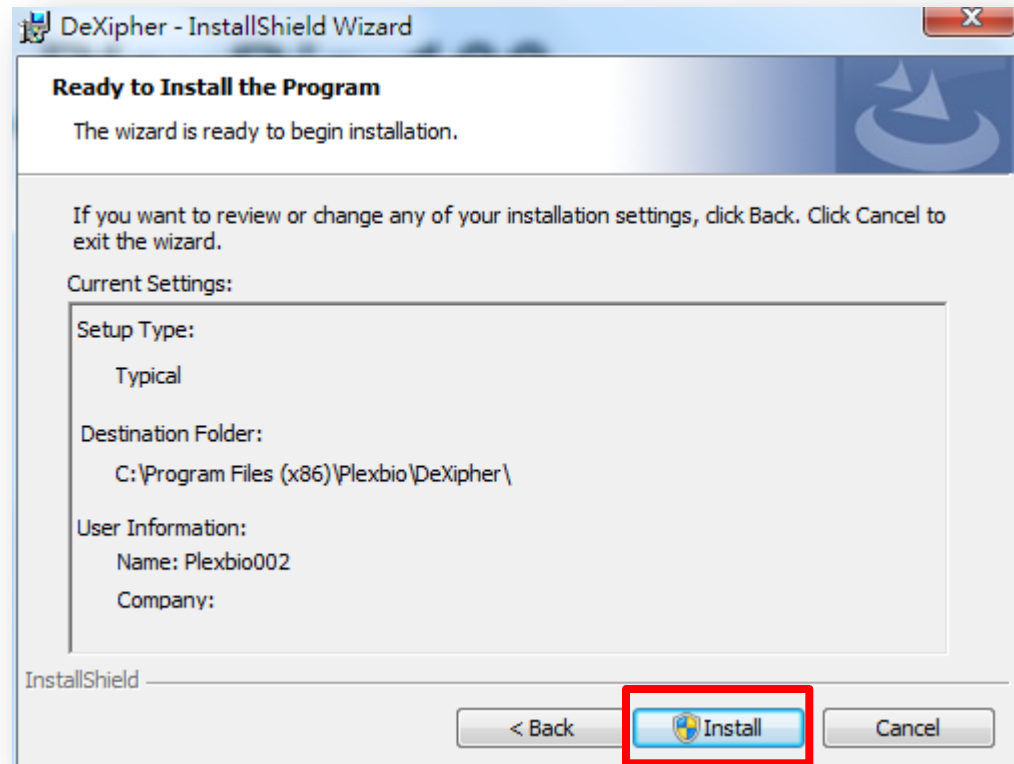 DeXipher - InstallShield Wizard
Ready to Install the Program
The wizard is ready to begin installation.
If you want to review or change any of your installation settings, click Back. Click Cancel to
exit the wizard.
Current Settings:
Setup Type:
Typical
Destination Folder:
C:\Program Files (x86)\Plexbio\DeXipher\
User Information:
Name: Plexbio002
Company:
InstallShield
< Back
Install
Cancel